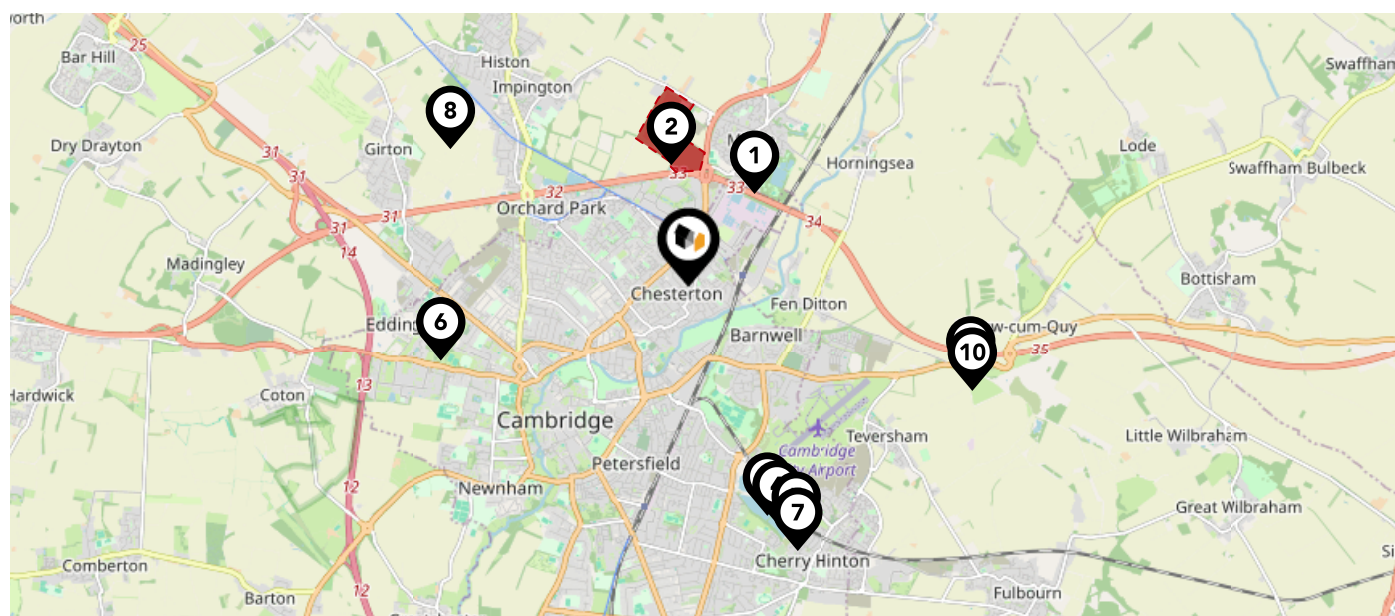 25
Bar Hill
Histon
Impington
Swaffham
8
2
1
31
Dry Drayton
Girton
Horningsea
Lode
Swaffham Bulbeck
31
33
33
32
31
Orchard Park
34
31
14
Madingley
Bottisham
Chesterton
Fen Ditton
6
Barnwell
10
35
13
Coton
Cambridge
Teversham
Little Wilbraham
Cambridge
Airport
Petersfield
12
Newnham
7
Great Wilbraham
Cherry Hinton
Comberton
12
Barton
Fulbourn